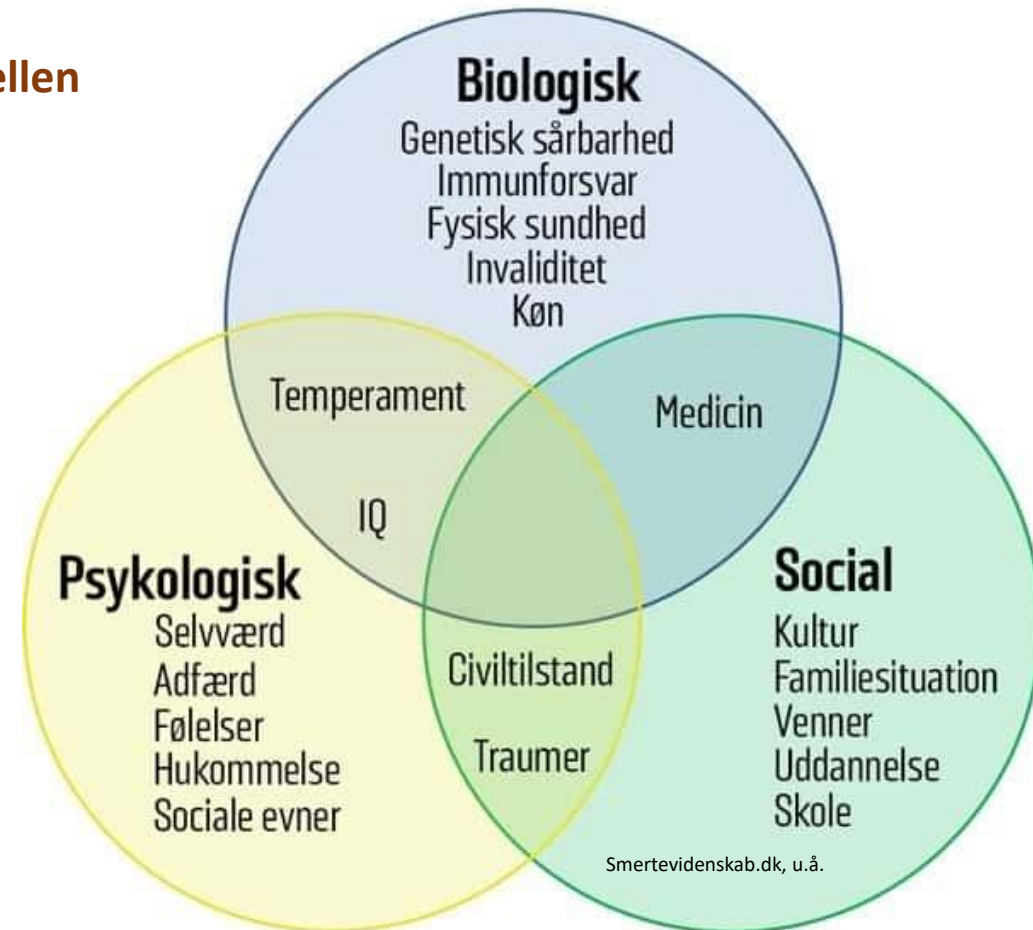 ellen
Biologisk
Genetisk sårbarhed
Immunforsvar
Fysisk sundhed
Invaliditet
Køn
Temperament
IQ
Medicin
Psykologisk
Selvværd
Adfærd
Følelser
Hukommelse
Sociale evner
Civiltilstand
Traumer
Social
Kultur
Familiesituation
Venner
Uddannelse
Skole
Smertevidenskab.dk, u.å.